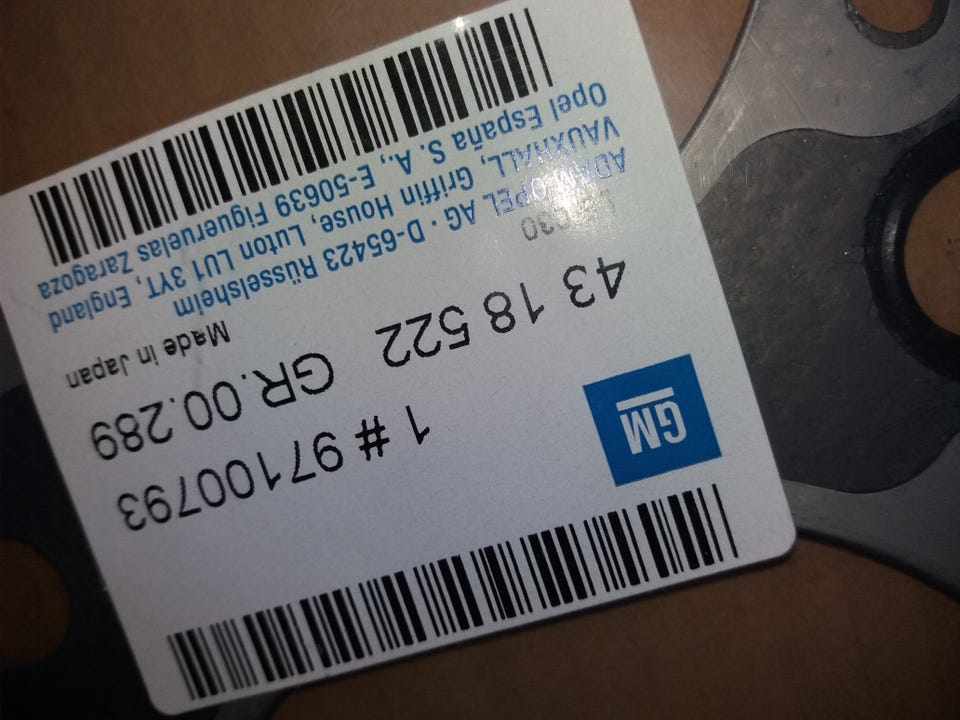 GM
1 # 97100793
43 18 522 GR.00.289
Made in Japan
ADAM OPEL AG · D-65423 Rüsselsheim
VAUXHALL, Griffin House, Luton LU1 3YT, England
Opel España S. A., E-50639 Figueruelas Zaragoza